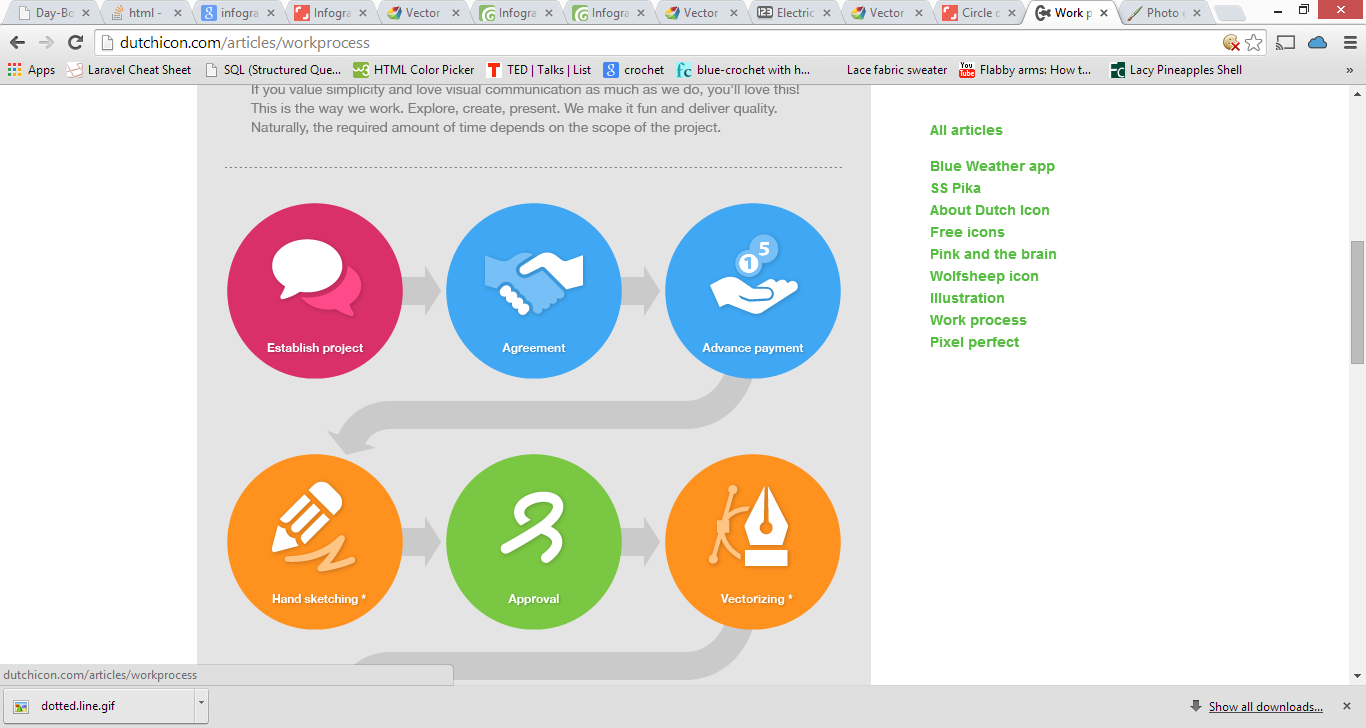 Day-Bo
html -
infogra
Infogra
Vector
Infogra
Infogra
Vector
Electric
Vector
Circle
Work p
Photo
dutchicon.com/articles/workprocess
Apps
Laravel Cheat Sheet
SQL (Structured Que...
HTML Color Picker
TED | Talks | List
crochet
blue-crochet with h...
Lace fabric sweater
Flabby arms: How t...
Lacy Pineapples Shell
»
If you value simplicity and love visual communication as much as we do, you'll love this!
This is the way we work. Explore, create, present. We make it fun and deliver quality.
Naturally, the required amount of time depends on the scope of the project.
All articles
Blue Weather app
SS Pika
About Dutch Icon
Free icons
Pink and the brain
Wolfsheep icon
Illustration
Work process
Pixel perfect
1 5
Establish project
Agreement
Advance payment
Hand sketching *
Approval
Vectorizing *
dutchicon.com/articles/workprocess
dotted.line.gif
Show all downloads...